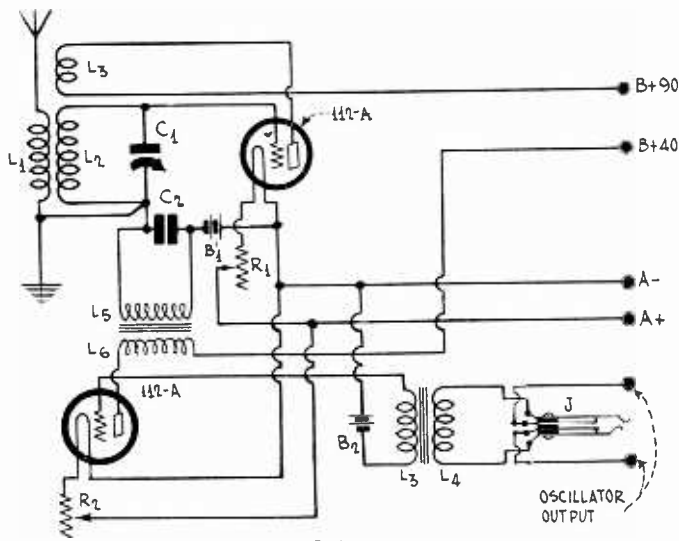 L3
B+90
112-A
B+40
C1
L1
L2
C2
B1
R1
A-
L5
A+
L6
112-A
J
B2
R2
L3
L4
OSCILLATOR
OUTPUT